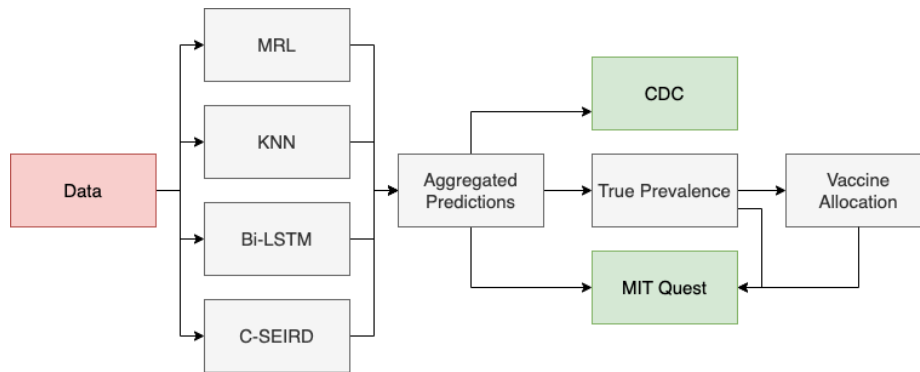 MRL
KNN
CDC
Data
Aggregated
Predictions
True Prevalence
Vaccine
Allocation
Bi-LSTM
MIT Quest
C-SEIRD